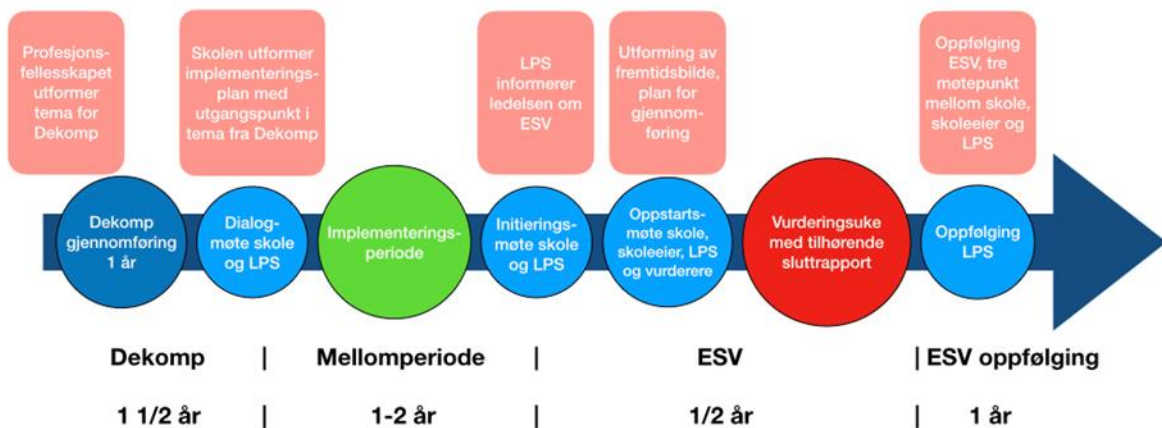 Profesjons-
fellesskapet
utformer
tema for
Dekomp
Skolen utformer
implementerings-
plan med
utgangspunkt i
tema fra Dekomp
LPS
informerer
ledelsen om
ESV
Utforming av
fremtidsbilde,
plan for
gjennom-
føring
Oppfølging
ESV, tre
møtepunkt
mellom skole,
skoleeier og
LPS
Dekomp
gjennomføring
1 år
Dialog-
møte skole
og LPS
Implementerings-
periode
Initierings-
møte skole
og LPS
Oppstarts-
møte skole,
skoleeier, LPS
og vurderere
Vurderingsuke
med tilhørende
sluttrapport
Oppfølging
LPS
Dekomp | Mellomperiode | ESV | ESV oppfølging
1 1/2 år | 1-2 år | 1/2 år | 1 år